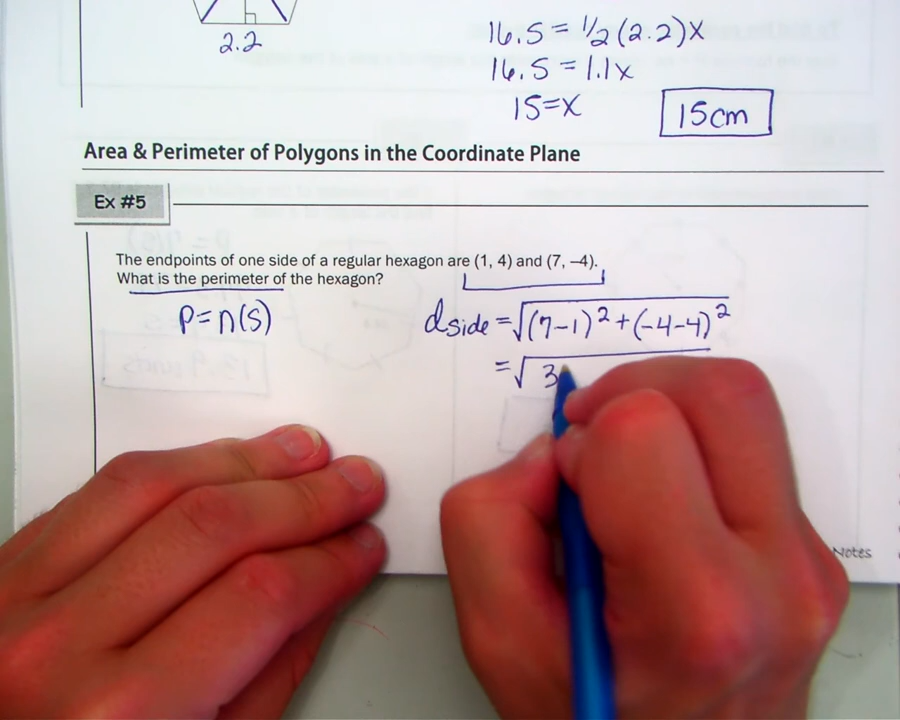 2.2
16.5 = 1/2 (2.2)x
16.5 = 1.1x
15=x
15cm
Area & Perimeter of Polygons in the Coordinate Plane
Ex #5
The endpoints of one side of a regular hexagon are (1, 4) and (7, –4).
What is the perimeter of the hexagon?
P=n(s)
dside = √(7-1)²+(-4-4)²
= √3
Notes